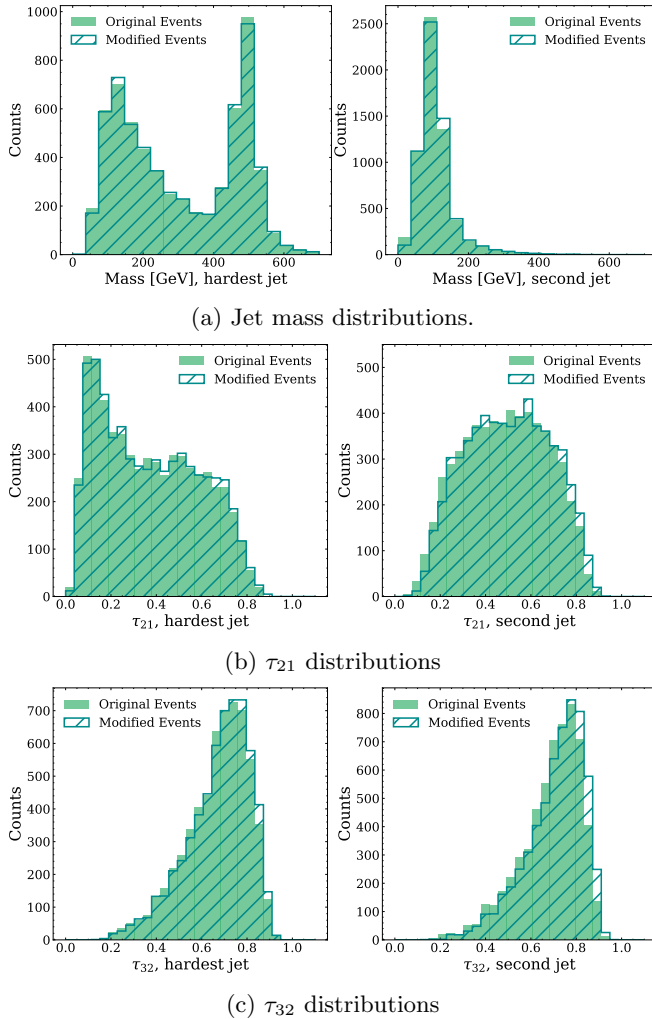 Original Events
Modified Events
Counts
1000
800
600
400
200
0
0
200
400
600
Mass [GeV], hardest jet
Original Events
Modified Events
Counts
2500
2000
1500
1000
500
0
0
200
400
600
Mass [GeV], second jet
(a) Jet mass distributions.
Original Events
Modified Events
Counts
500
400
300
200
100
0
0.0
0.2
0.4
0.6
0.8
1.0
τ21, hardest jet
Original Events
Modified Events
Counts
500
400
300
200
100
0
0.0
0.2
0.4
0.6
0.8
1.0
τ21, second jet
(b) τ21 distributions
Original Events
Modified Events
Counts
700
600
500
400
300
200
100
0
0.0
0.2
0.4
0.6
0.8
1.0
τ32, hardest jet
Original Events
Modified Events
Counts
800
700
600
500
400
300
200
100
0
0.0
0.2
0.4
0.6
0.8
1.0
τ32, second jet
(c) τ32 distributions